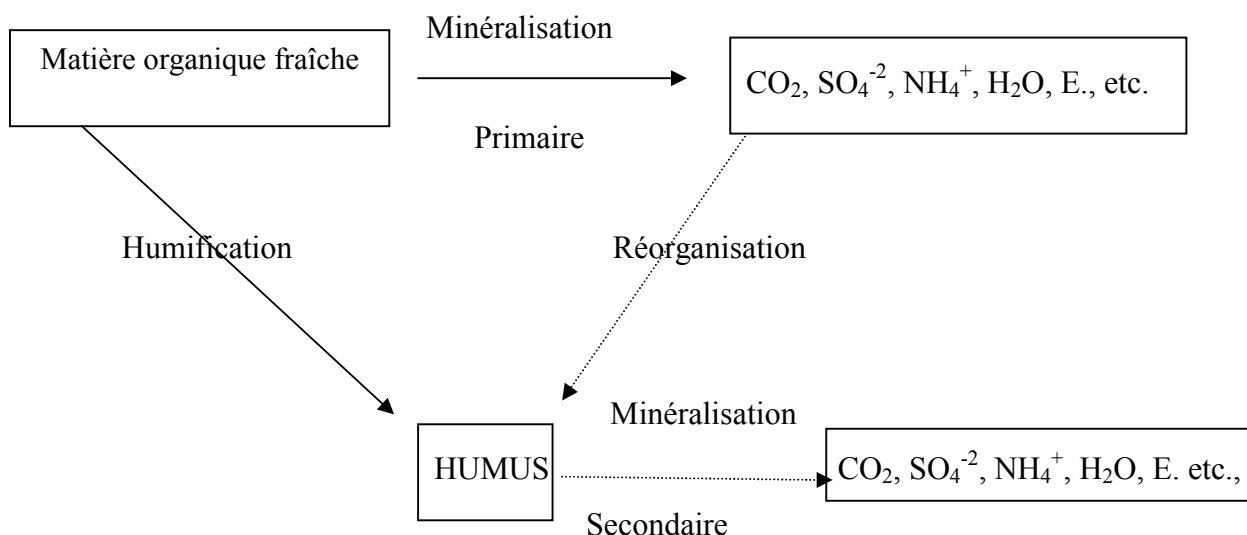 Minéralisation
Matière organique fraîche
CO₂, SO₄⁻², NH₄⁺, H₂O, E., etc.
Primaire
Humification
Réorganisation
Minéralisation
HUMUS
CO₂, SO₄⁻², NH₄⁺, H₂O, E. etc.,
Secondaire